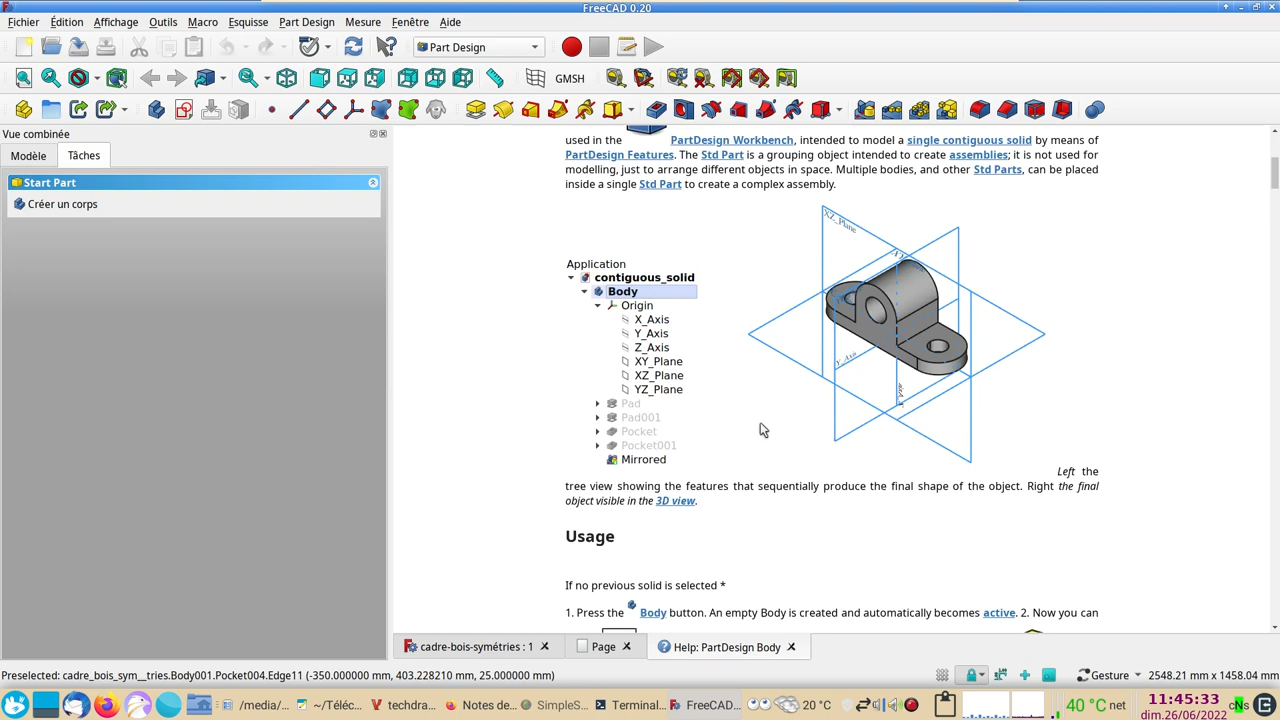 FreeCAD 0.20
Fichier Édition Affichage Outils Macro Esquisse Part Design Mesure Fenêtre Aide
Part Design
GMSH
Vue combinée
Modèle Tâches
Start Part
Créer un corps
used in the PartDesign Workbench, intended to model a single contiguous solid by means of
PartDesign Features. The Std Part is a grouping object intended to create assemblies; it is not used for
modelling, just to arrange different objects in space. Multiple bodies, and other Std Parts, can be placed
inside a single Std Part to create a complex assembly.
XZ_Plane
Application
contiguous_solid
Body
Origin
X_Axis
Y_Axis
Z_Axis
XY_Plane
XZ_Plane
YZ_Plane
Pad
Pad001
Pocket
Pocket001
Mirrored
Y_Axis
Left the
tree view showing the features that sequentially produce the final shape of the object. Right the final
object visible in the 3D view.
Usage
If no previous solid is selected *
1. Press the Body button. An empty Body is created and automatically becomes active. 2. Now you can
cadre-bois-symétries : 1 Page Help: PartDesign Body
Preselected: cadre_bois_sym__tries.Body001.Pocket004.Edge11 (-350.000000 mm, 403.228210 mm, 25.000000 mm)
Gesture 2548.21 mm x 1458.04 mm
/media/... ~/Téléc... techdra... Notes de... SimpleS... Terminal... FreeCAD... 20 °C 40 °C net
11:45:33
dim.26/06/2022
cNs